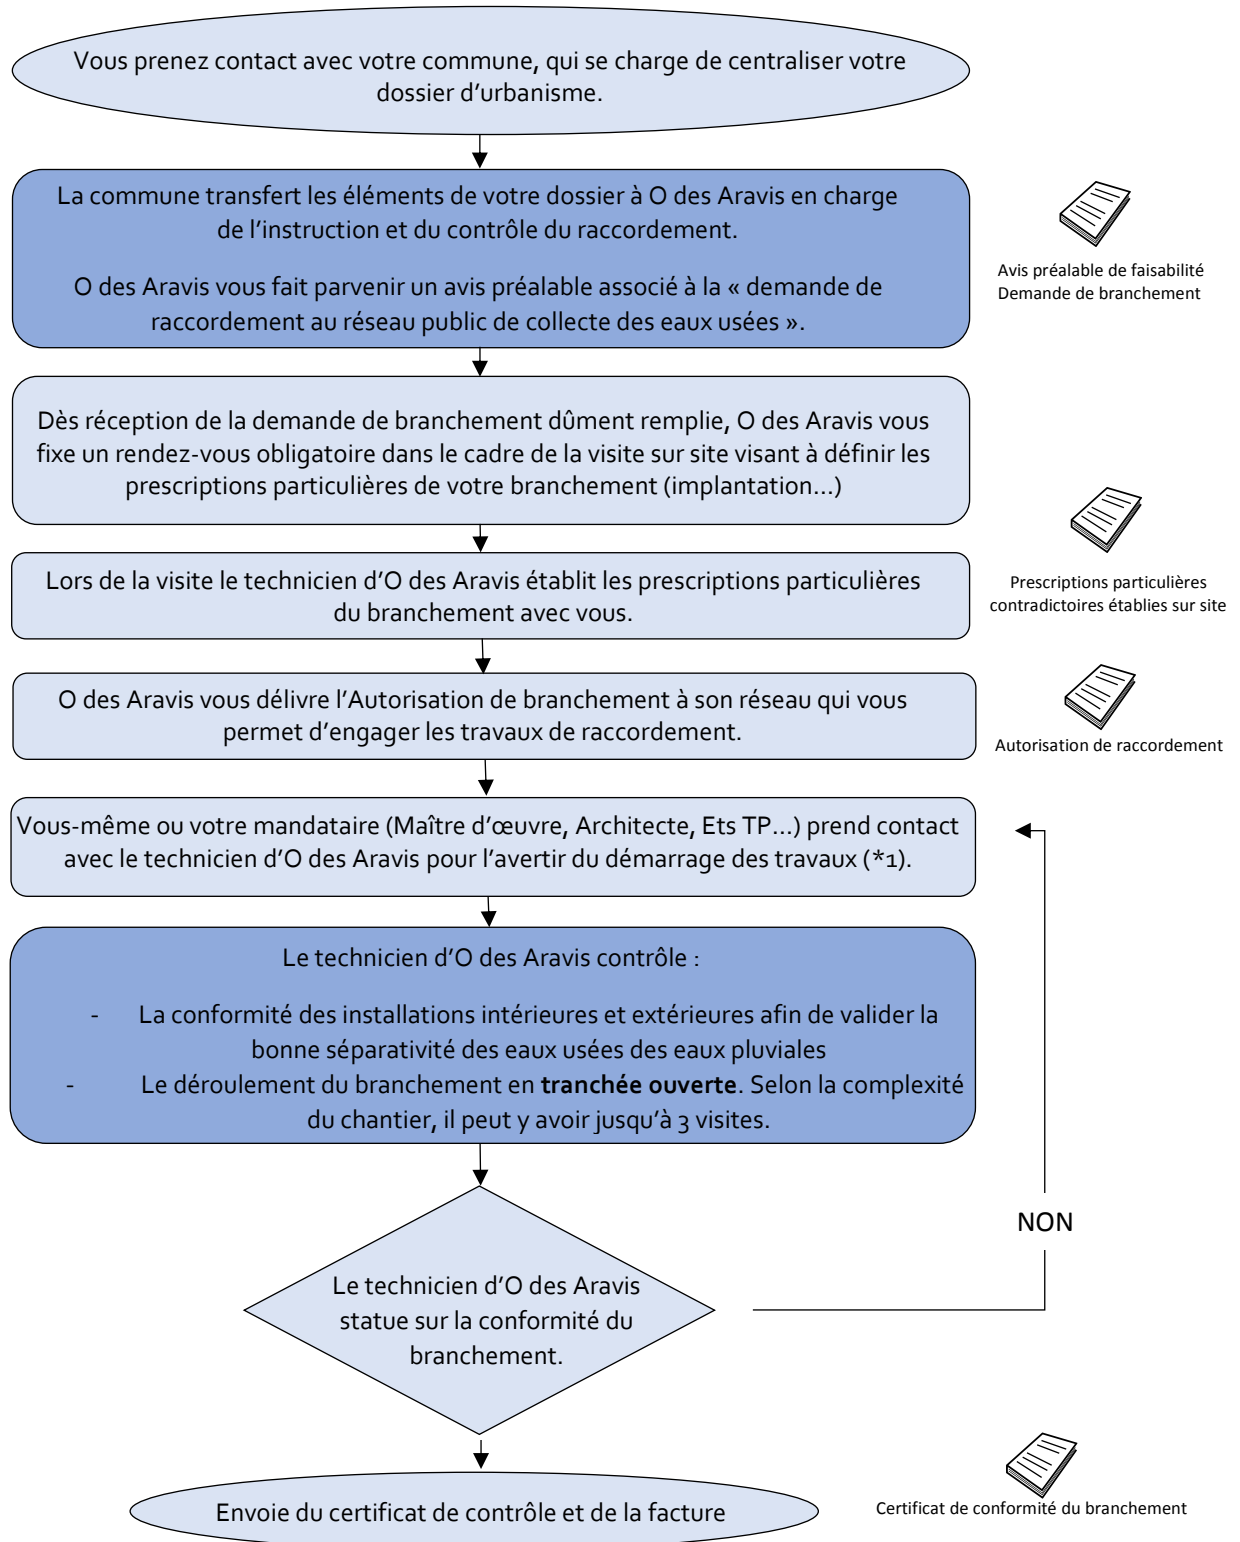 Vous prenez contact avec votre commune, qui se charge de centraliser votre
dossier d’urbanisme.
La commune transfert les éléments de votre dossier à O des Aravis en charge
de l’instruction et du contrôle du raccordement.
O des Aravis vous fait parvenir un avis préalable associé à la « demande de
raccordement au réseau public de collecte des eaux usées ».
Avis préalable de faisabilité
Demande de branchement
Dès réception de la demande de branchement dûment remplie, O des Aravis vous
fixe un rendez-vous obligatoire dans le cadre de la visite sur site visant à définir les
prescriptions particulières de votre branchement (implantation…)
Lors de la visite le technicien d’O des Aravis établit les prescriptions particulières
du branchement avec vous.
Prescriptions particulières
contradictoires établies sur site
O des Aravis vous délivre l’Autorisation de branchement à son réseau qui vous
permet d’engager les travaux de raccordement.
Autorisation de raccordement
Vous-même ou votre mandataire (Maître d’œuvre, Architecte, Ets TP…) prend contact
avec le technicien d’O des Aravis pour l’avertir du démarrage des travaux (*1).
Le technicien d’O des Aravis contrôle :
- La conformité des installations intérieures et extérieures afin de valider la
bonne séparativité des eaux usées des eaux pluviales
- Le déroulement du branchement en tranchée ouverte. Selon la complexité
du chantier, il peut y avoir jusqu’à 3 visites.
NON
Le technicien d’O des Aravis
statue sur la conformité du
branchement.
Envoie du certificat de contrôle et de la facture
Certificat de conformité du branchement